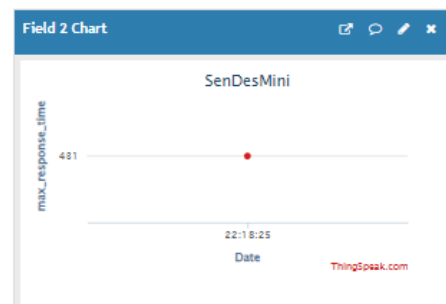 Field 2 Chart
SenDesMini
max_response_time
481
22:18:25
Date
ThingSpeak.com